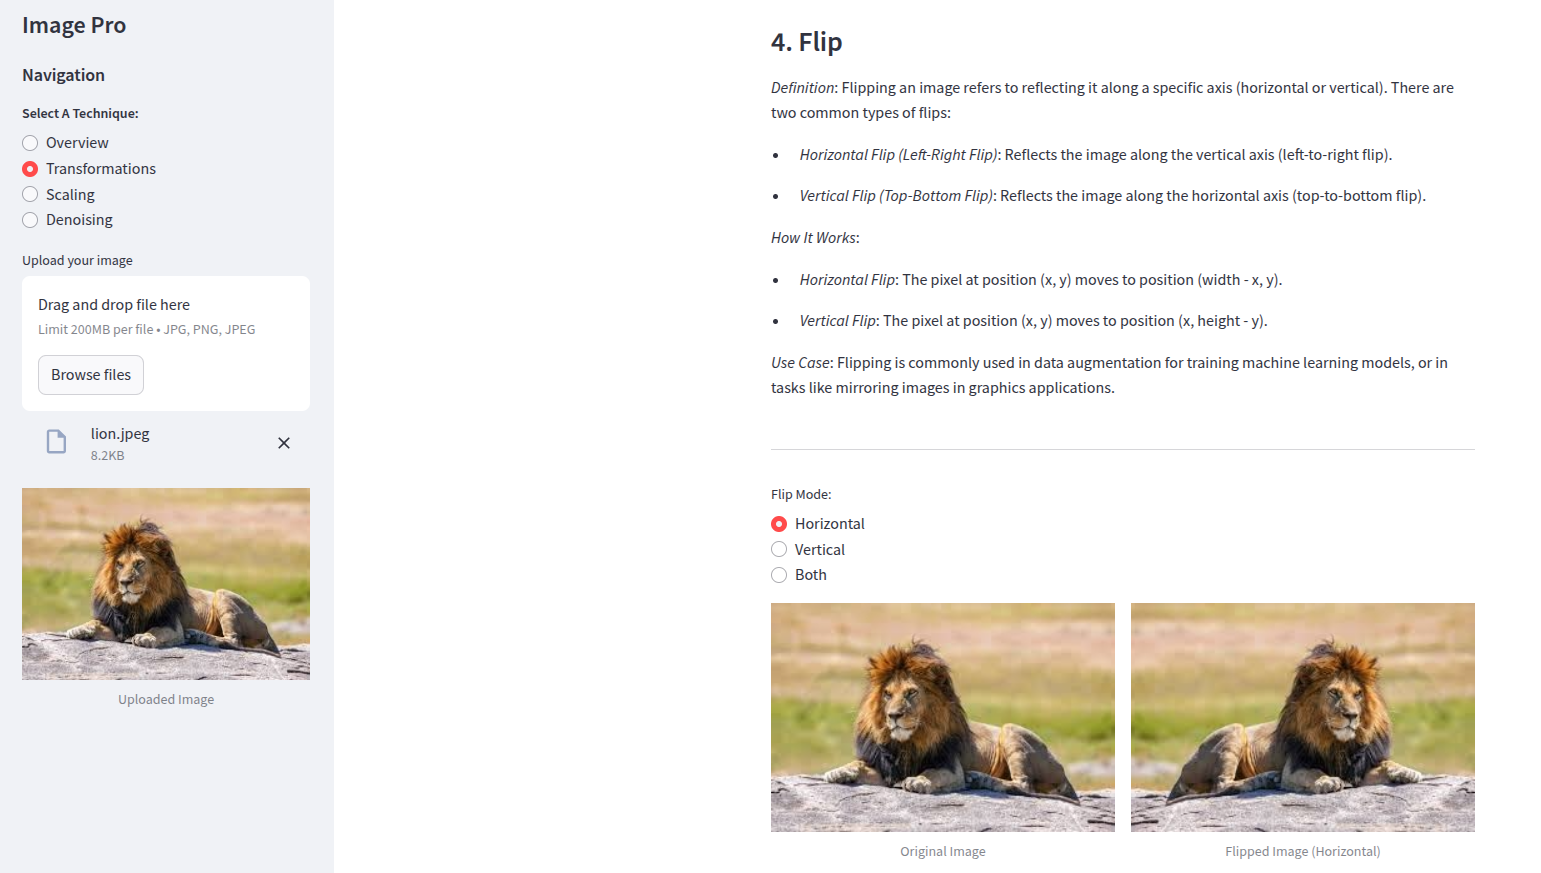 Image Pro
Navigation
Select A Technique:
Overview
Transformations
Scaling
Denoising
Upload your image
Drag and drop file here
Limit 200MB per file • JPG, PNG, JPEG
Browse files
lion.jpeg
8.2KB
Uploaded Image
4. Flip
Definition: Flipping an image refers to reflecting it along a specific axis (horizontal or vertical). There are
two common types of flips:
• Horizontal Flip (Left-Right Flip): Reflects the image along the vertical axis (left-to-right flip).
• Vertical Flip (Top-Bottom Flip): Reflects the image along the horizontal axis (top-to-bottom flip).
How It Works:
• Horizontal Flip: The pixel at position (x, y) moves to position (width - x, y).
• Vertical Flip: The pixel at position (x, y) moves to position (x, height - y).
Use Case: Flipping is commonly used in data augmentation for training machine learning models, or in
tasks like mirroring images in graphics applications.
Flip Mode:
Horizontal
Vertical
Both
Original Image
Flipped Image (Horizontal)